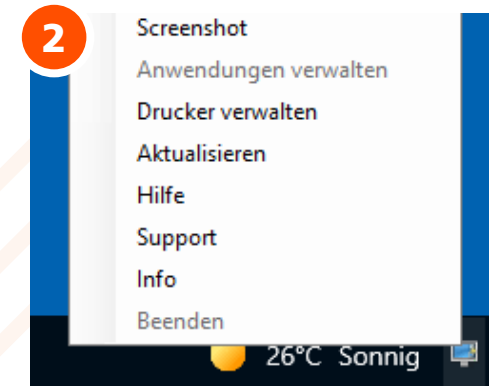 2
Screenshot
Anwendungen verwalten
Drucker verwalten
Aktualisieren
Hilfe
Support
Info
Beenden
26°C Sonnig